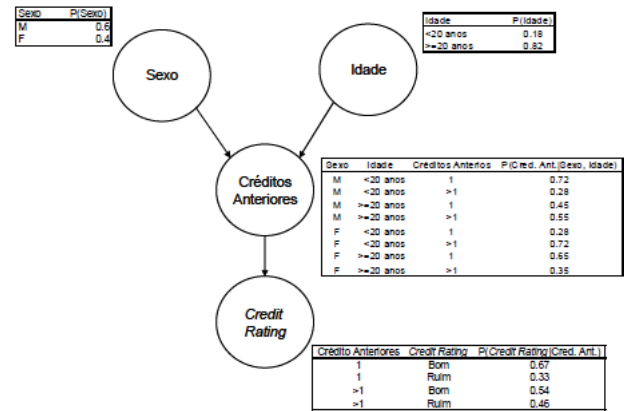 Sexo P(Sexo)
M 0.6
F 0.4
Idade P(Idade)
<20 anos 0.18
>=20 anos 0.82
Sexo
Idade
Créditos
Anteriores
Sexo Idade Créditos Anterios P(Cred. Ant.|Sexo, Idade)
M <20 anos 1 0.72
M <20 anos >1 0.28
M >=20 anos 1 0.45
M >=20 anos >1 0.55
F <20 anos 1 0.28
F <20 anos >1 0.72
F >=20 anos 1 0.65
F >=20 anos >1 0.35
Credit
Rating
Crédito Anteriores Credit Rating P(Credit Rating|Cred. Ant.)
1 Bom 0.67
1 Ruim 0.33
>1 Bom 0.54
>1 Ruim 0.46